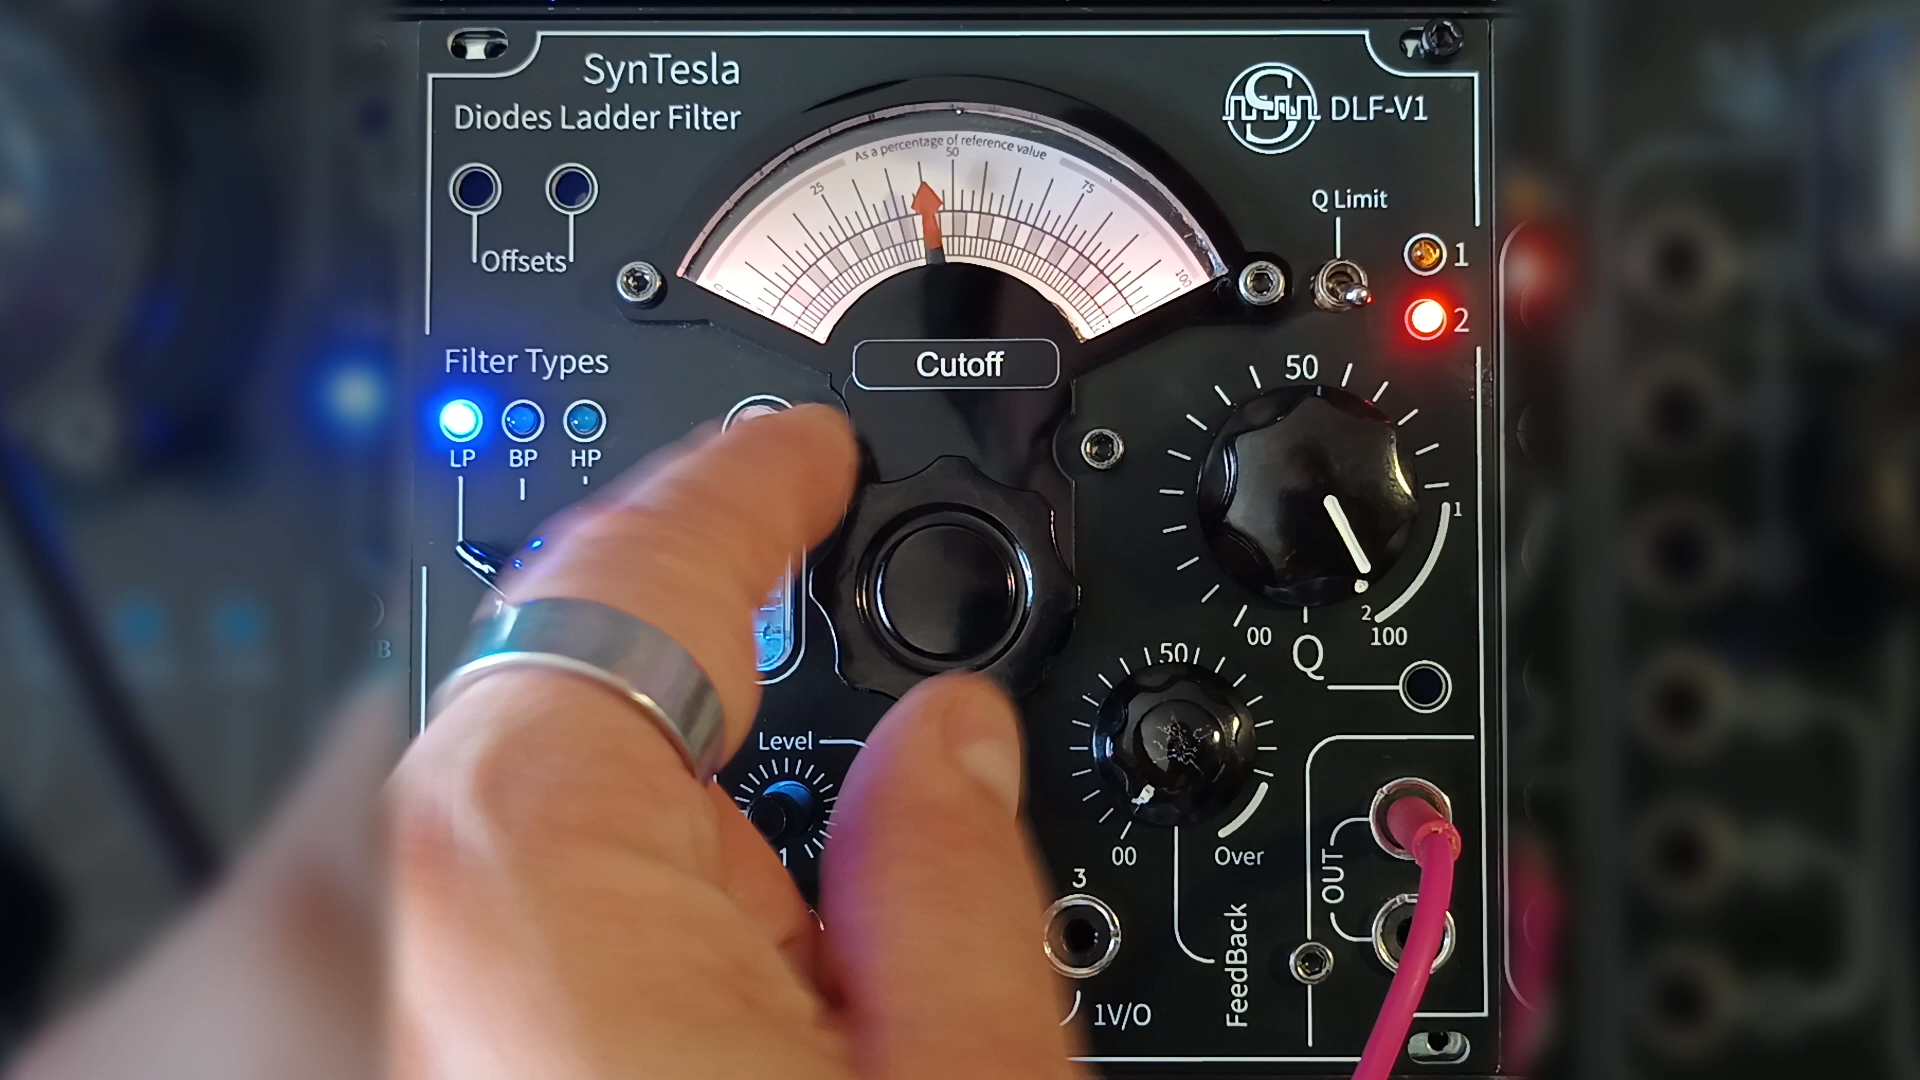 SynTesla
Diodes Ladder Filter
DLF-V1
As a percentage of reference value
0
25
50
75
100
Offsets
Q Limit
1
2
Cutoff
Filter Types
LP
BP
HP
50
1
2
00
100
Q
50
00
Over
Level
1
3
1V/O
FeedBack
OUT